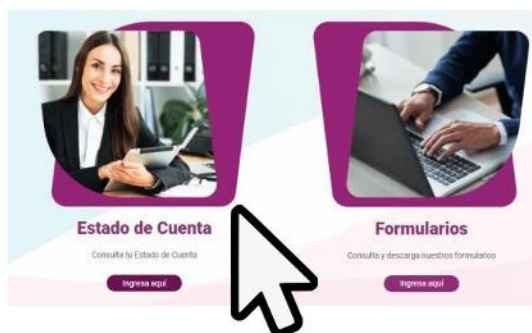 Estado de Cuenta
Consulta tu Estado de Cuenta
Ingresa aquí
Formularios
Consulta y descarga nuestros formularios
Ingresa aquí